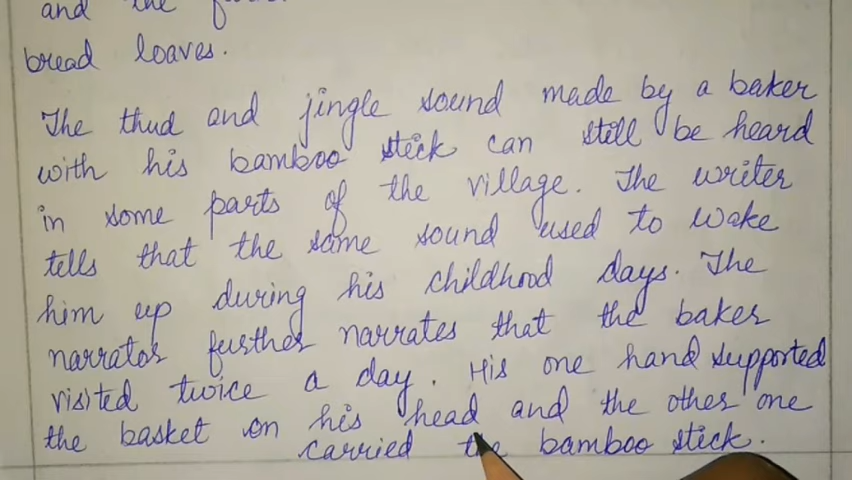 and the
bread loaves.
The thud and jingle sound made by a baker
with his bamboo stick can still be heard
in some parts of the village. The writer
tells that the same sound used to wake
him up during his childhood days. The
narrator further narrates that the baker
visited twice a day. His one hand supported
the basket on his head and the other one
carried the bamboo stick.